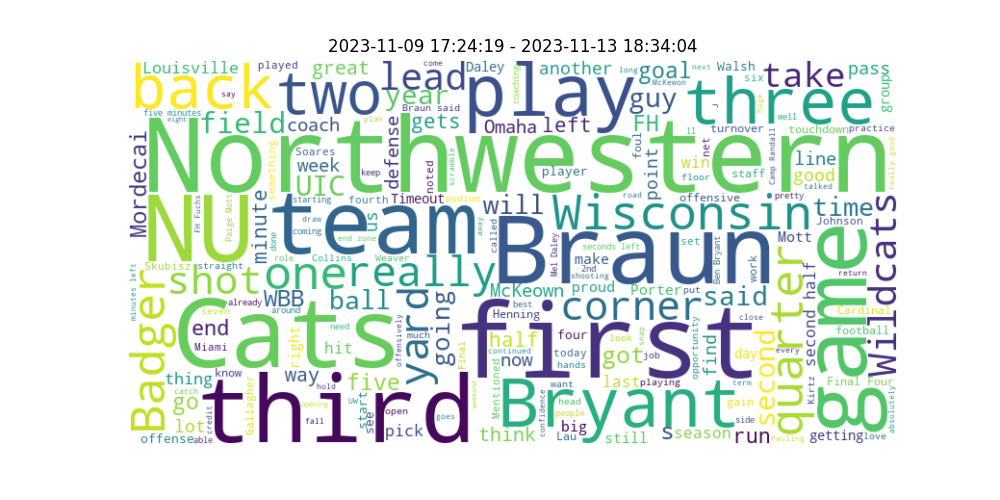 2023-11-09 17:24:19 - 2023-11-13 18:34:04
Louisville
played
great
come
Daley
coaching
another
long
goal
McKewon
next
Walsh
six
take
pass
group
back
say
two
lead
year
Braun said
play
guy
three
huge
J
well
five minutes
eight
field
coach
plan
gets
Omaha
left
FH
ll
turnover
touchdown
practice
Mordecai
Northwestern
something
Soares
week
keep
UIC
defense
noted
scramble
Timeout
player
foul
point
win
net
floor
staff
Camp Randall
line
good
talked
really good
NU
FH Fuchs
Paige Mott
minute
starting
draw
done
coming
fourth
us
end zone
team
podium
away
will
called
Wisconsin
road
offensive
pretty
time
Johnson
Braun
Mel Daley
seconds left
make
2nd
shooting
set
Ben Bryant
work
Mott
Wildcats
minutes left
Skubisz
straight
shot
role
Collins
Weaver
one
really
McKeown
proud
Porter
put
game
return
Badger
seven
already
WBB
around
ball
yard
going
best
Henning
corner
said
close
quarter
second half
Cardinal
football
Cats
end
Miami
right
need
hit
much
offensively
Final
first
half
continued
now
four
today
hands
got
look
job
snap
find
opportunity
day
second
every
Kirtz
Final Four
thing
catch
know
way
hold
five
start
see
open
goes
Mentioned
Bryant
want
head
people
confidence
last
playing
term
gain
side
absolutely
go
lot
credit
offense
able
Gallagher
third
opening
fall
UW
pick
weekend
think
Lau
big
still
s
season
run
Pauling
getting
love